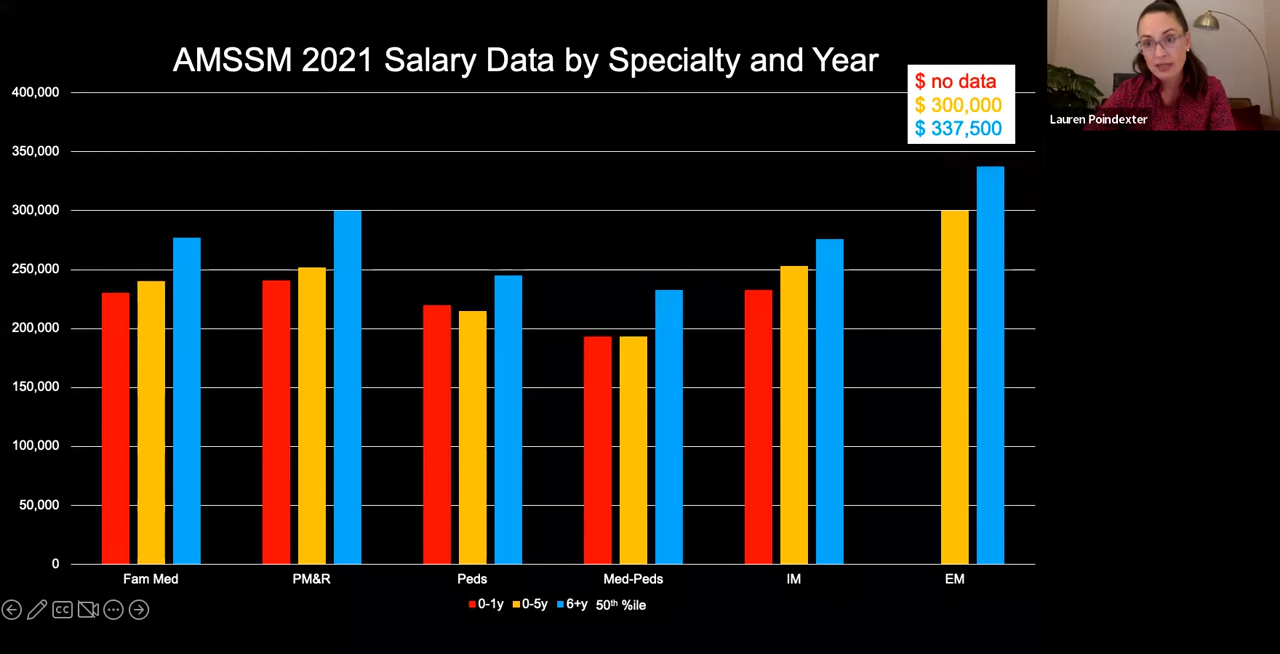 AMSSM 2021 Salary Data by Specialty and Year
$ no data
$ 300,000
$ 337,500
Lauren Poindexter
400,000
350,000
300,000
250,000
200,000
150,000
100,000
50,000
0
Fam Med PM&R Peds Med-Peds IM EM
0-1y 0-5y 6+y 50th %ile
CC